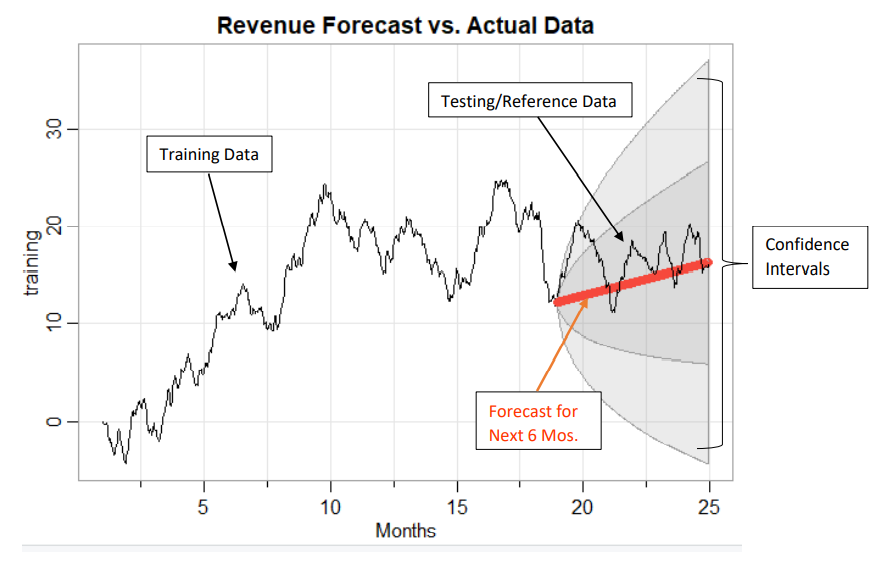 Revenue Forecast vs. Actual Data
Testing/Reference Data
Training Data
Confidence
Intervals
Forecast for
Next 6 Mos.
training
30
20
10
0
5
10
15
20
25
Months